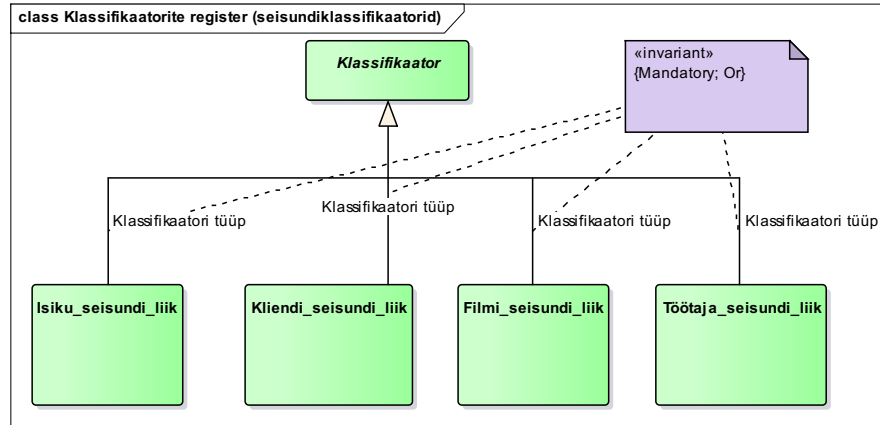 class Klassifikaatorite register (seisundiklassifikaatorid)
Klassifikaator
«invariant»
{Mandatory; Or}
Klassifikaatori tüüp
Klassifikaatori tüüp
Klassifikaatori tüüp
Klassifikaatori tüüp
Isiku_seisundi_liik
Kliendi_seisundi_liik
Filmi_seisundi_liik
Töötaja_seisundi_liik